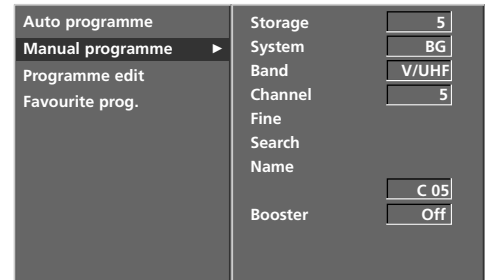 Auto programme
Manual programme ►
Programme edit
Favourite prog.
Storage 5
System BG
Band V/UHF
Channel 5
Fine
Search
Name
C 05
Booster Off